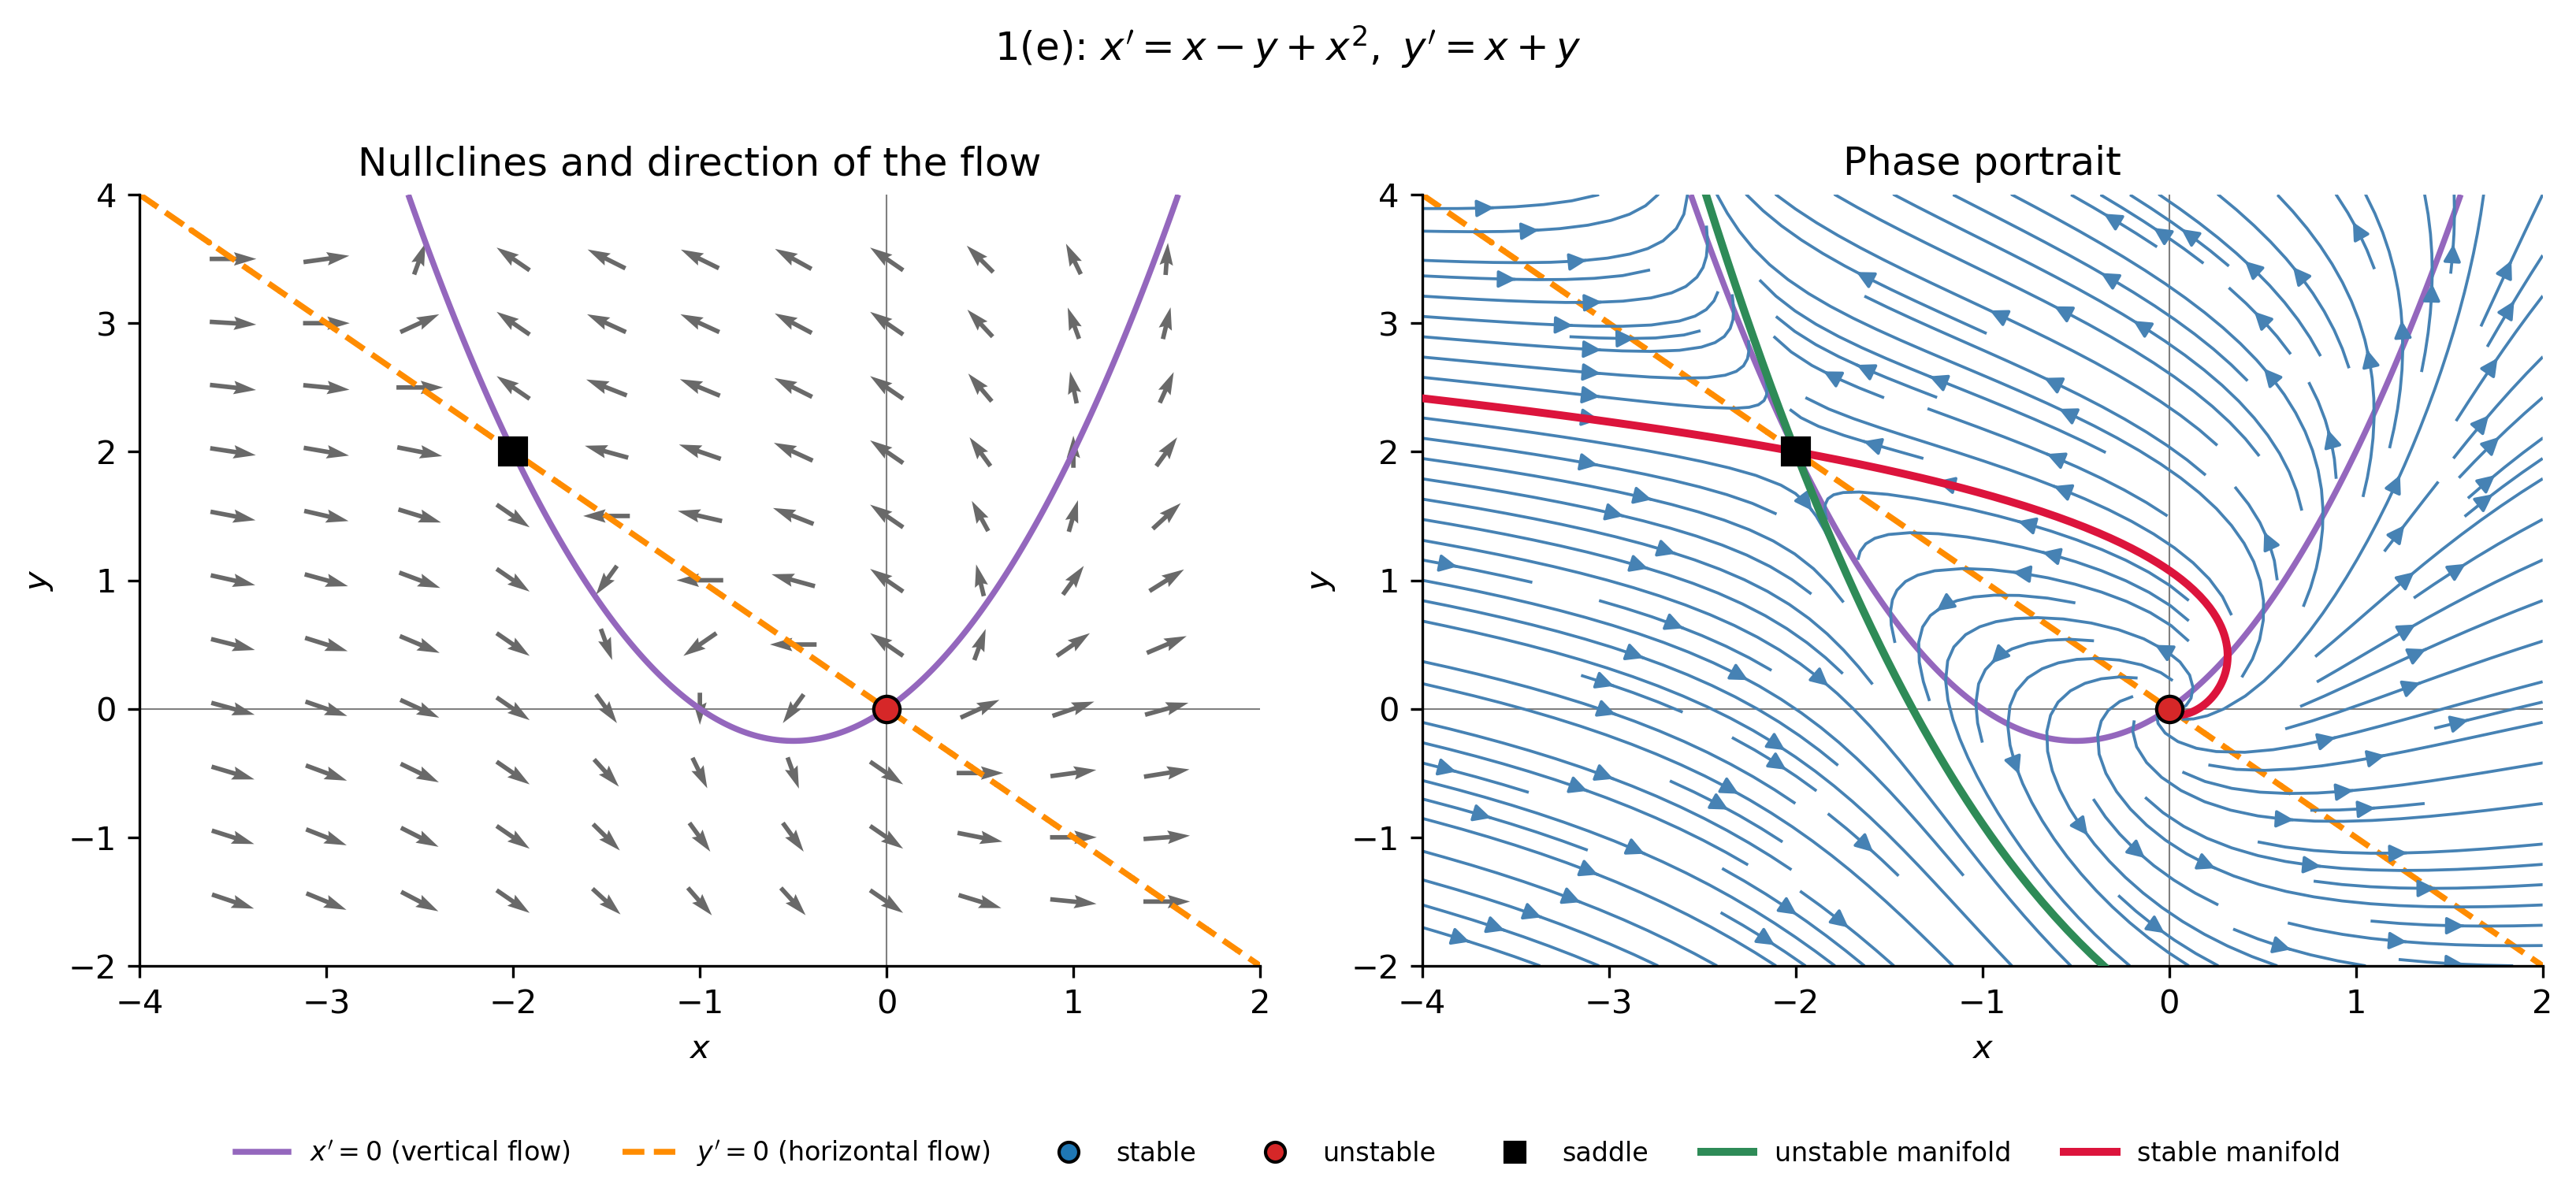 1(e): x′ = x − y + x², y′ = x + y
Nullclines and direction of the flow
4
3
2
1
0
−1
−2
y
−4 −3 −2 −1 0 1 2
x
Phase portrait
4
3
2
1
0
−1
−2
y
−4 −3 −2 −1 0 1 2
x
x′ = 0 (vertical flow) y′ = 0 (horizontal flow) stable unstable saddle unstable manifold stable manifold